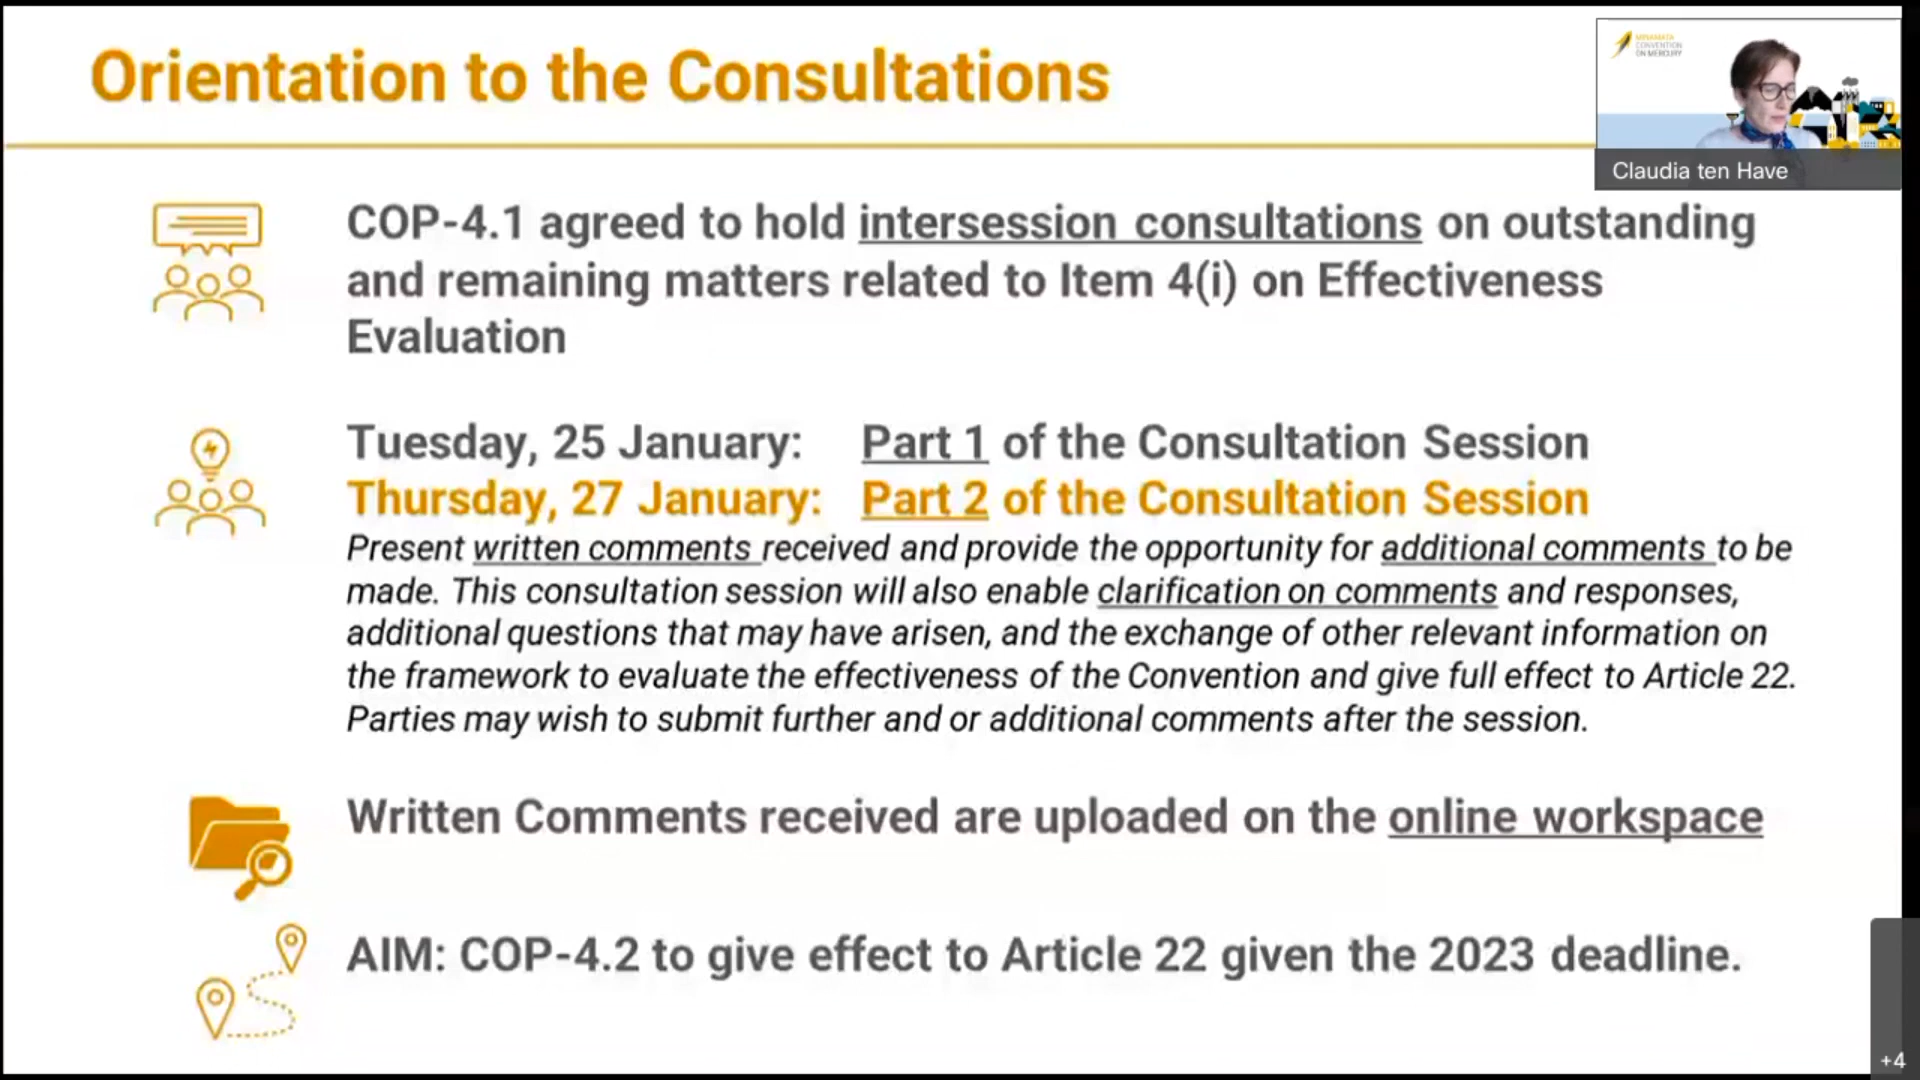 Orientation to the Consultations
MINAMATA
CONVENTION
ON MERCURY
Claudia ten Have
COP-4.1 agreed to hold intersession consultations on outstanding
and remaining matters related to Item 4(i) on Effectiveness
Evaluation
Tuesday, 25 January: Part 1 of the Consultation Session
Thursday, 27 January: Part 2 of the Consultation Session
Present written comments received and provide the opportunity for additional comments to be
made. This consultation session will also enable clarification on comments and responses,
additional questions that may have arisen, and the exchange of other relevant information on
the framework to evaluate the effectiveness of the Convention and give full effect to Article 22.
Parties may wish to submit further and or additional comments after the session.
Written Comments received are uploaded on the online workspace
AIM: COP-4.2 to give effect to Article 22 given the 2023 deadline.
+4